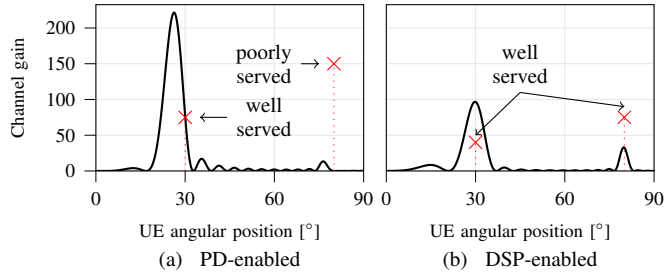 Channel gain
200
150
100
50
0
poorly
served
well
served
0
30
60
90
UE angular position [°]
(a) PD-enabled
well
served
0
30
60
90
UE angular position [°]
(b) DSP-enabled